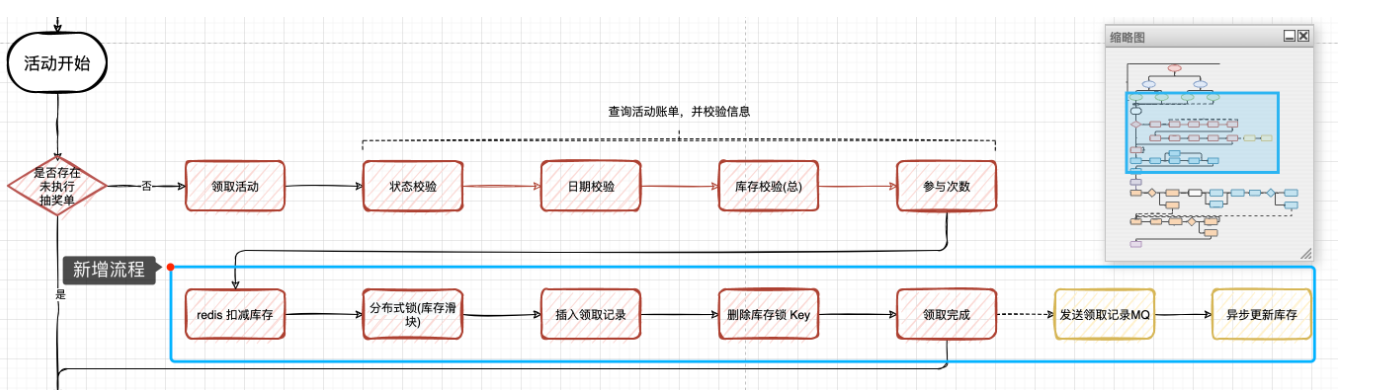 缩略图
活动开始
查询活动账单，并校验信息
是否存在
未执行
抽奖单
否
领取活动
状态校验
日期校验
库存校验(总)
参与次数
新增流程
是
redis 扣减库存
分布式锁(库存滑
块)
插入领取记录
删除库存锁 Key
领取完成
发送领取记录MQ
异步更新库存